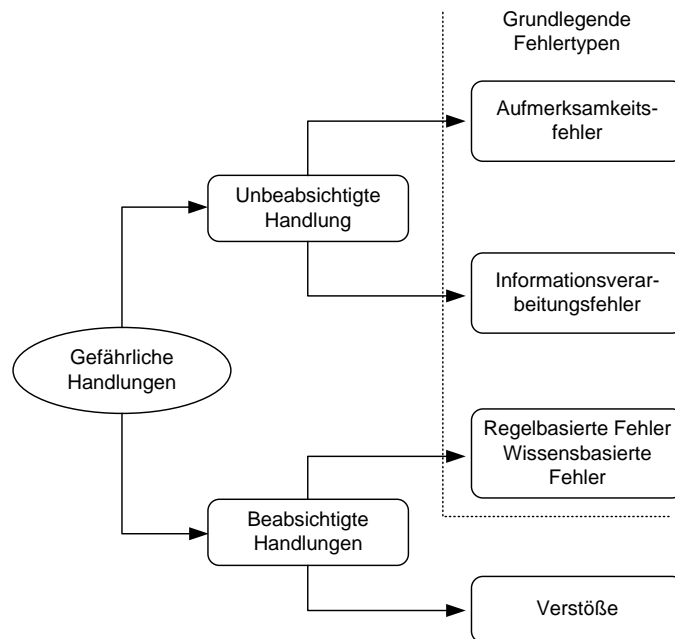 Grundlegende
Fehlertypen
Aufmerksamkeits-
fehler
Unbeabsichtigte
Handlung
Informationsverar-
beitungsfehler
Gefährliche
Handlungen
Regelbasierte Fehler
Wissensbasierte
Fehler
Beabsichtigte
Handlungen
Verstöße